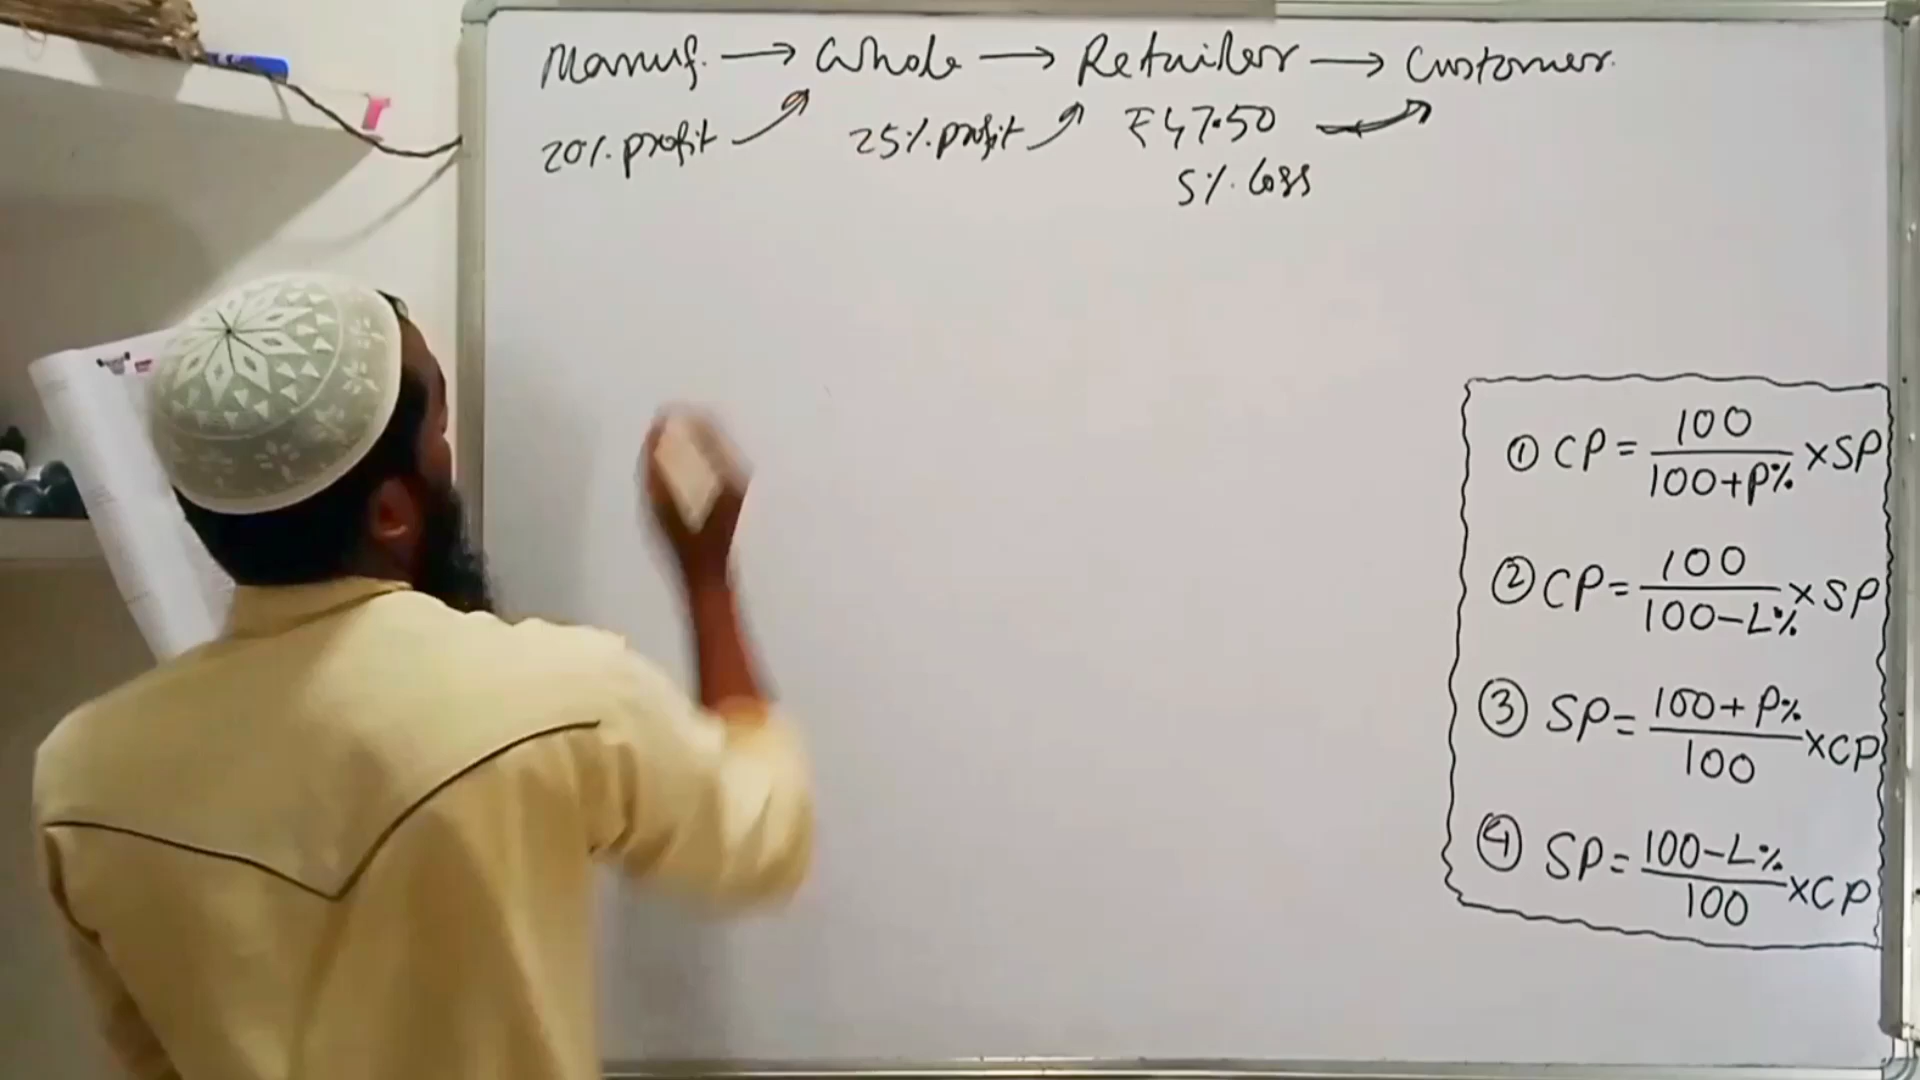 Manuf. → Whole → Retailer → Customer.
20% profit 25% profit ₹47.50
5% loss
① CP = 100/100+P% ×SP
② CP = 100/100-L% ×SP
③ SP = 100+P%/100 ×CP
④ SP = 100-L%/100 ×CP